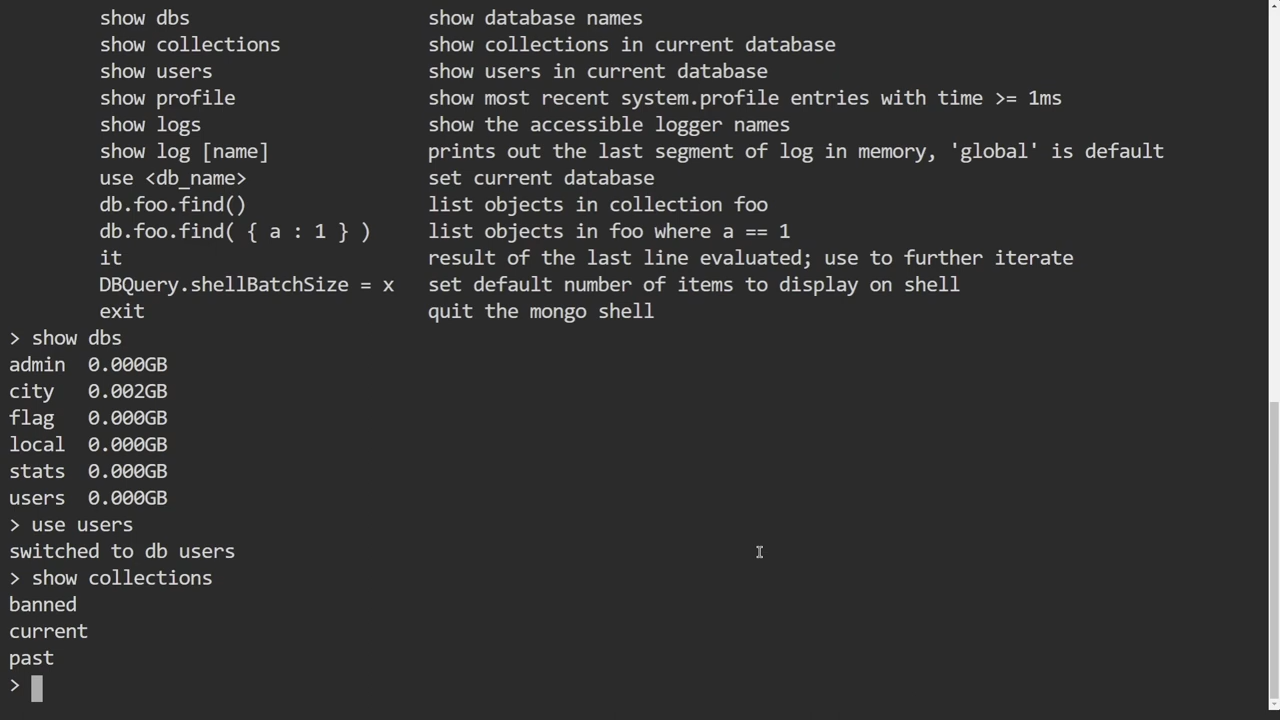 show dbs show database names
show collections show collections in current database
show users show users in current database
show profile show most recent system.profile entries with time >= 1ms
show logs show the accessible logger names
show log [name] prints out the last segment of log in memory, 'global' is default
use <db_name> set current database
db.foo.find() list objects in collection foo
db.foo.find( { a : 1 } ) list objects in foo where a == 1
it result of the last line evaluated; use to further iterate
DBQuery.shellBatchSize = x set default number of items to display on shell
exit quit the mongo shell
> show dbs
admin 0.000GB
city 0.002GB
flag 0.000GB
local 0.000GB
stats 0.000GB
users 0.000GB
> use users
switched to db users
> show collections
banned
current
past
>